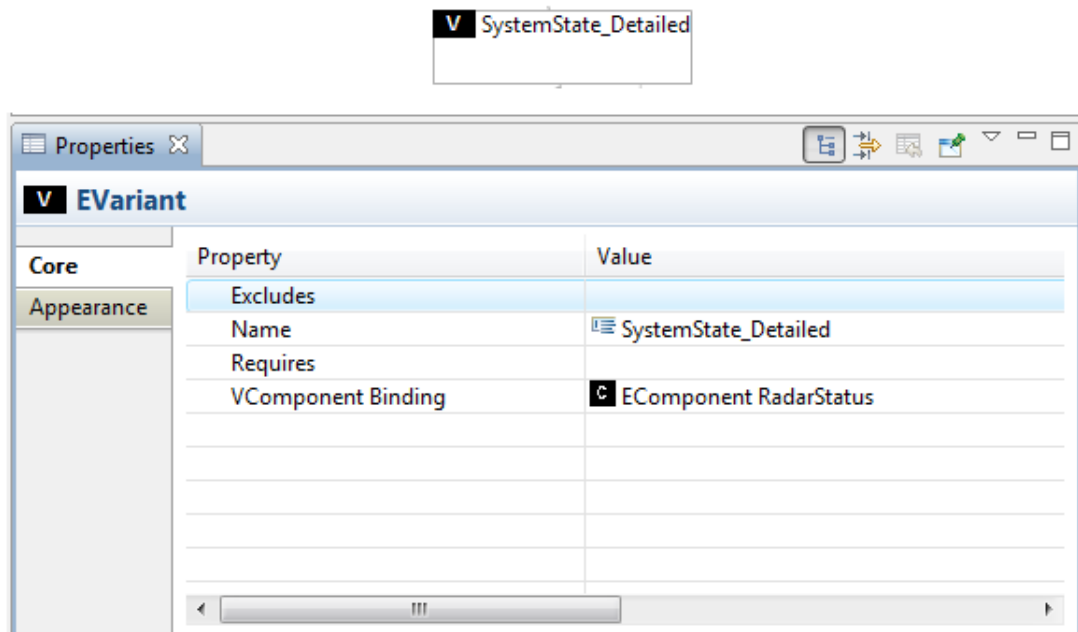 V SystemState_Detailed
Properties
V EVariant
Core
Appearance
Property Value
Excludes
Name SystemState_Detailed
Requires
VComponent Binding C EComponent RadarStatus